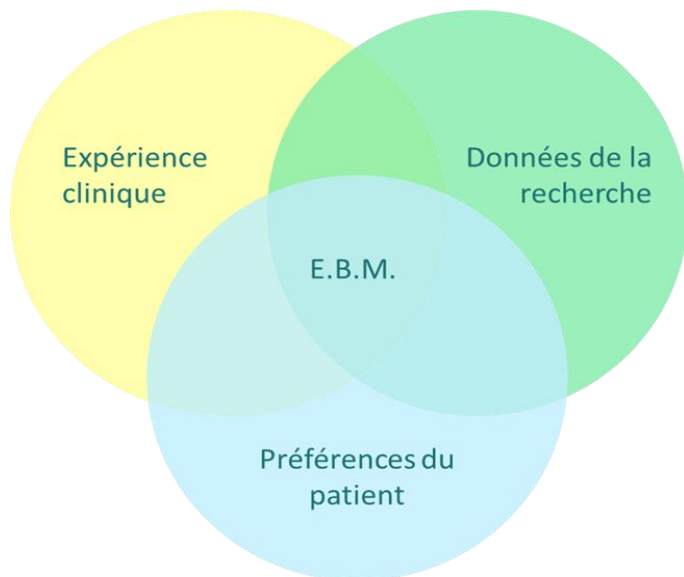 Expérience
clinique
Données de la
recherche
E.B.M.
Préférences du
patient